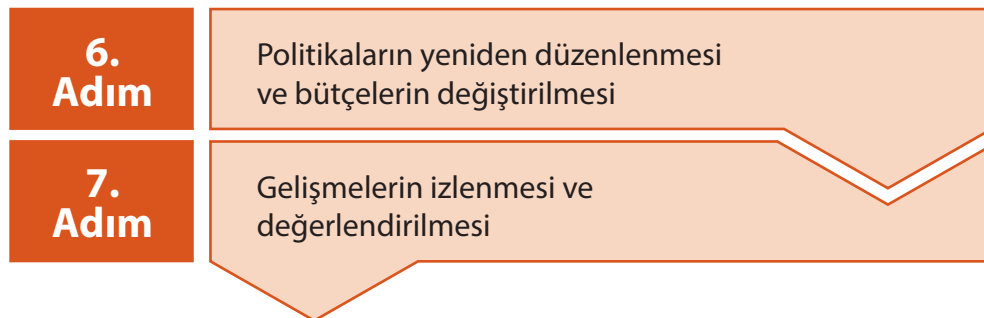 6.
Adım
Politikaların yeniden düzenlenmesi
ve bütçelerin değiştirilmesi
7.
Adım
Gelişmelerin izlenmesi ve
değerlendirilmesi